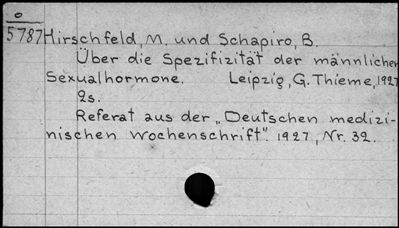 o
5787 Hirschfeld, M. und Schapiro, B.
Über die Spezifizität der männlichen
Sexualhormone. Leipzig, G. Thieme, 1927
2s.
Referat aus der „Deutschen medizi-
nischen Wochenschrift". 1927, Nr. 32.